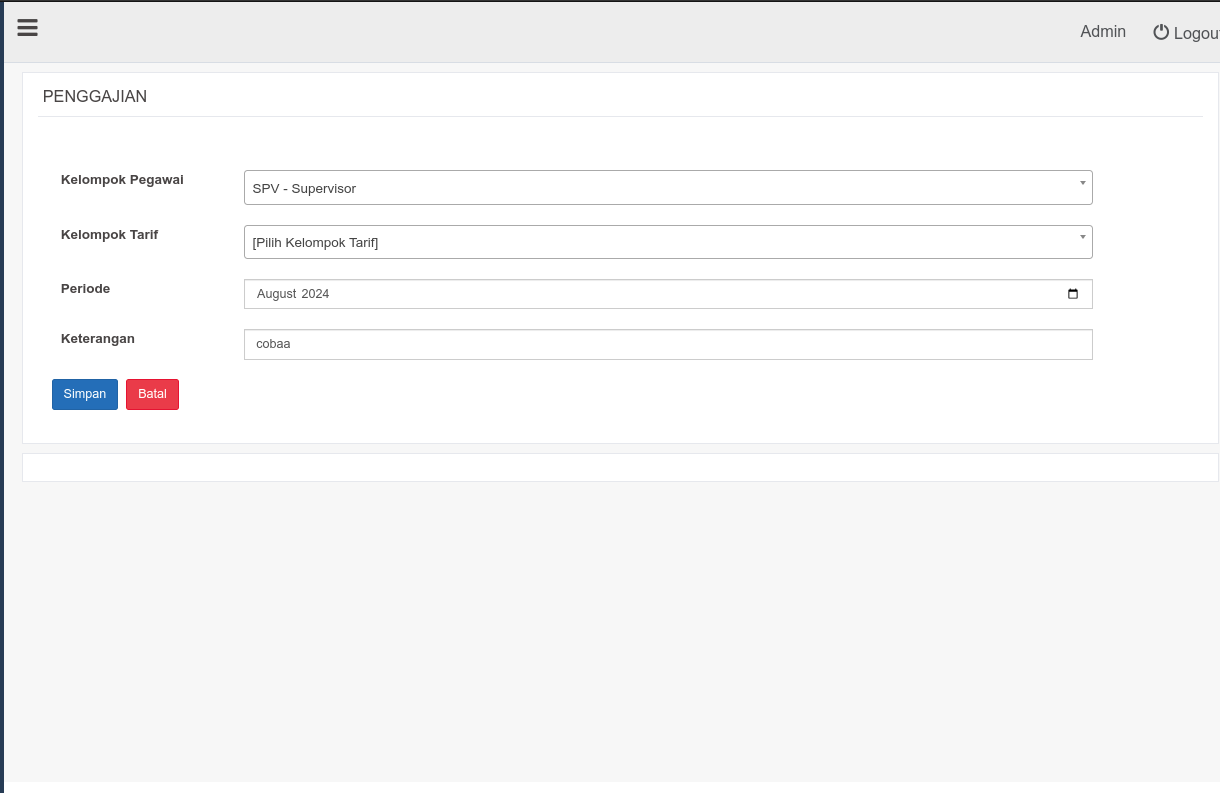 Admin
Logou
PENGGAJIAN
Kelompok Pegawai
SPV - Supervisor
Kelompok Tarif
[Pilih Kelompok Tarif]
Periode
August 2024
Keterangan
cobaa
Simpan
Batal